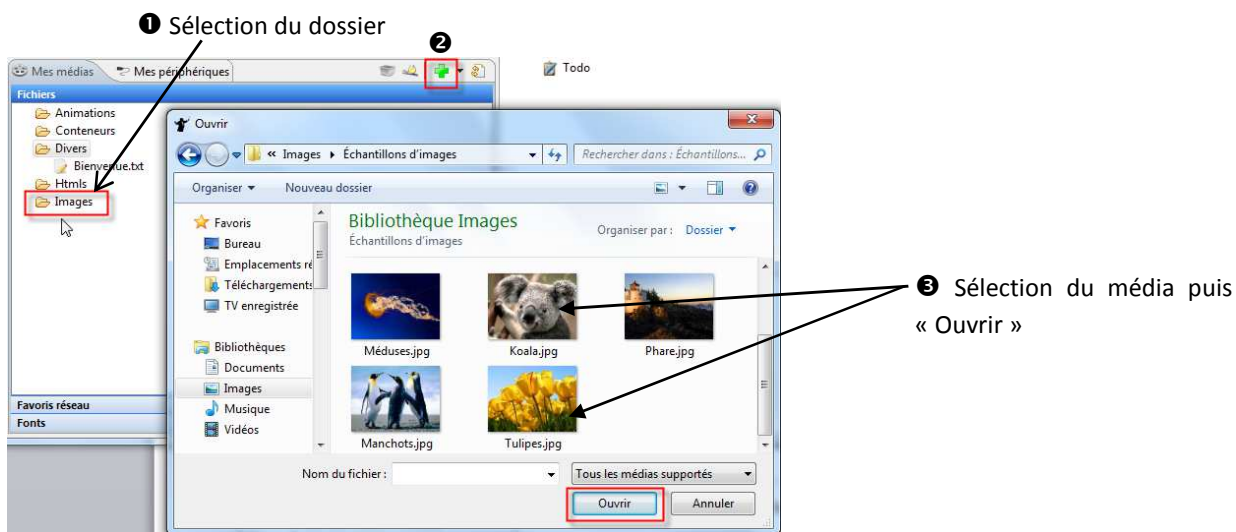 ❶ Sélection du dossier
❷
Mes médias
Mes périphériques
Todo
Fichiers
Animations
Conteneurs
Divers
Bienvenue.txt
Htmls
Images
Favoris réseau
Fonts
Ouvrir
« Images ▸ Échantillons d'images
Rechercher dans : Échantillons...
Organiser
Nouveau dossier
Favoris
Bureau
Emplacements ré
Téléchargements
TV enregistrée
Bibliothèques
Documents
Images
Musique
Vidéos
Bibliothèque Images
Échantillons d'images
Organiser par : Dossier
Méduses.jpg
Koala.jpg
Phare.jpg
Manchots.jpg
Tulipes.jpg
Nom du fichier :
Tous les médias supportés
Ouvrir
Annuler
❸ Sélection du média puis
« Ouvrir »